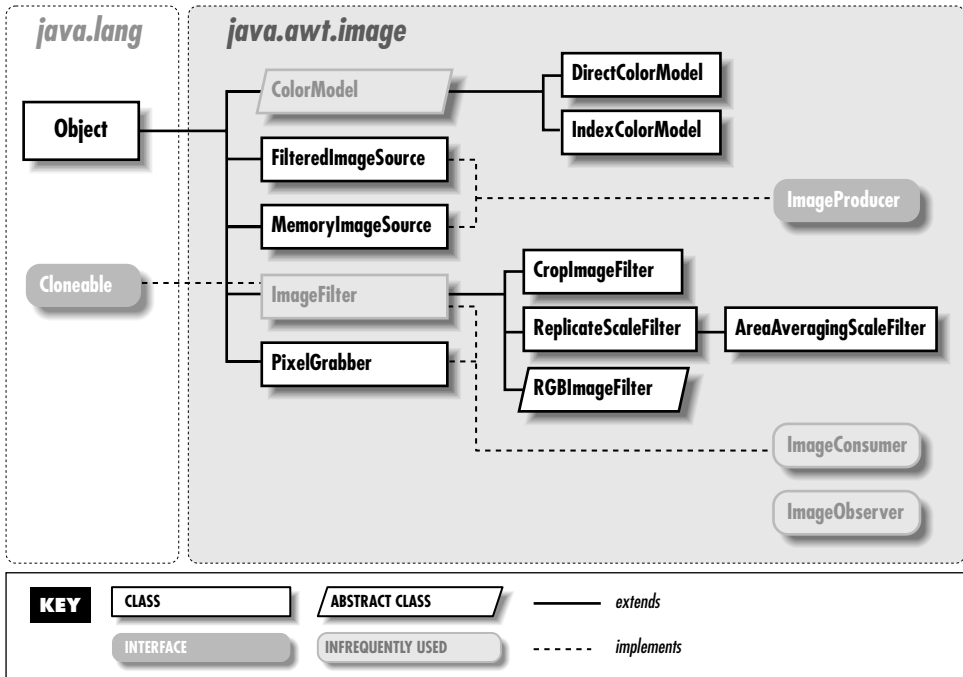 java.lang
java.awt.image
ColorModel
DirectColorModel
Object
IndexColorModel
FilteredImageSource
ImageProducer
MemoryImageSource
CropImageFilter
Cloneable
ImageFilter
ReplicateScaleFilter
AreaAveragingScaleFilter
PixelGrabber
RGBImageFilter
ImageConsumer
ImageObserver
KEY
CLASS
ABSTRACT CLASS
extends
INTERFACE
INFREQUENTLY USED
implements